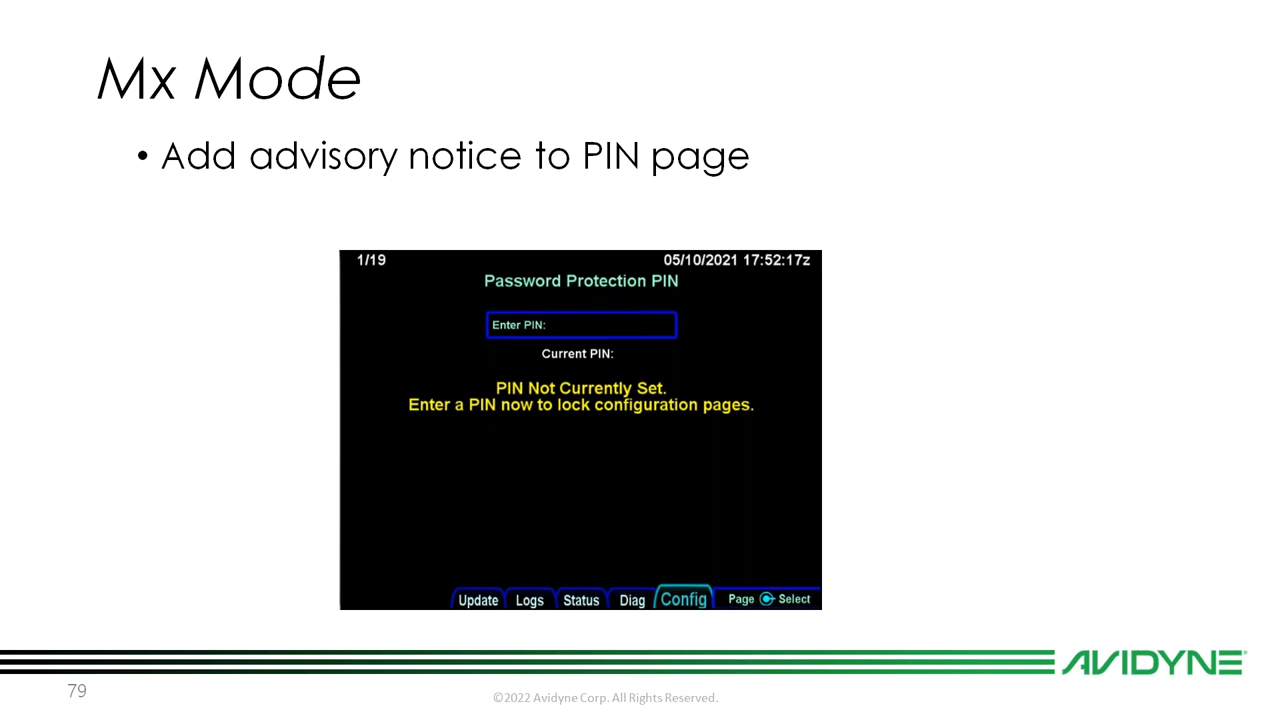 Mx Mode
• Add advisory notice to PIN page
1/19 05/10/2021 17:52:17z
Password Protection PIN
Enter PIN:
Current PIN:
PIN Not Currently Set.
Enter a PIN now to lock configuration pages.
Update Logs Status Diag Config Page Select
AVIDYNE
79
©2022 Avidyne Corp. All Rights Reserved.